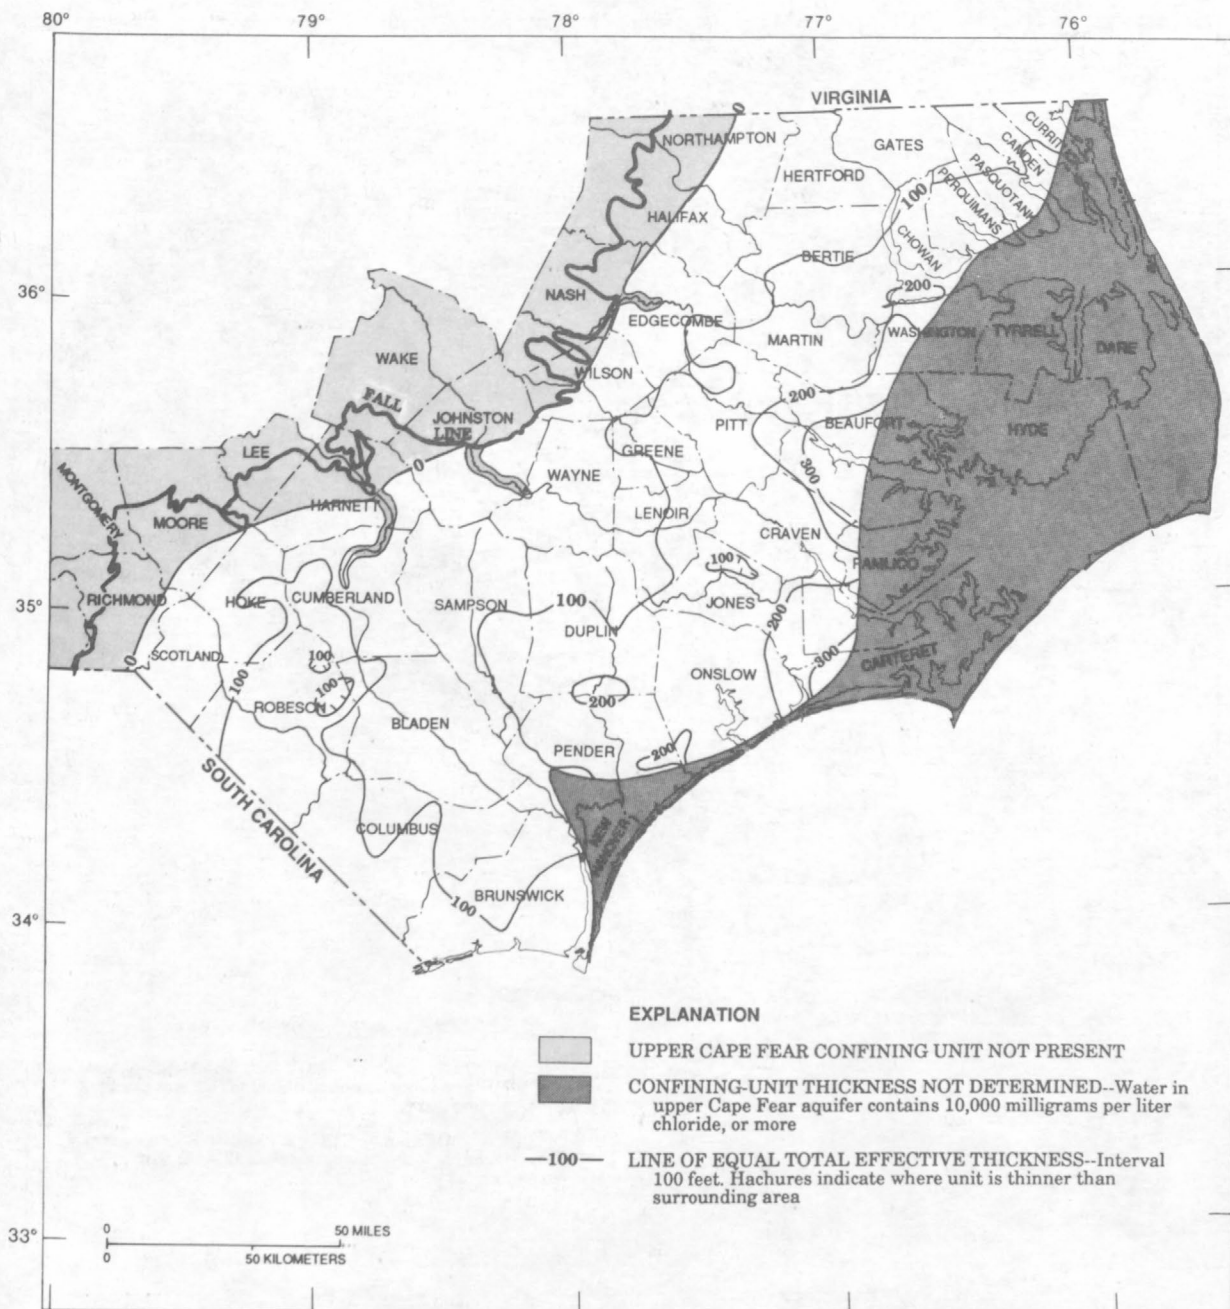 80°
79°
78°
77°
76°
VIRGINIA
NORTHAMPTON
GATES
CAMDEN
HERTFORD
PASQUOTANK
PERQUIMANS
100
HALIFAX
CHOWAN
BERTIE
36°
NASH
200
EDGECOMBE
MARTIN
WASHINGTON
TYRRELL
DARE
WAKE
WILSON
FALL
LINE
JOHNSTON
200
PITT
BEAUFORT
HYDE
LEE
GREENE
300
0
0
WAYNE
MONTGOMERY
HARNETT
MOORE
LENOIR
CRAVEN
100
PAMLICO
35°
RICHMOND
HOKE
CUMBERLAND
SAMPSON
100
JONES
200
DUPLIN
0
SCOTLAND
100
300
CARTERET
100
100
ONSLOW
200
ROBESON
BLADEN
PENDER
200
SOUTH CAROLINA
COLUMBUS
NEW
HANOVER
BRUNSWICK
100
34°
EXPLANATION
UPPER CAPE FEAR CONFINING UNIT NOT PRESENT
CONFINING-UNIT THICKNESS NOT DETERMINED--Water in
upper Cape Fear aquifer contains 10,000 milligrams per liter
chloride, or more
—100— LINE OF EQUAL TOTAL EFFECTIVE THICKNESS--Interval
100 feet. Hachures indicate where unit is thinner than
surrounding area
33°
0 50 MILES
0 50 KILOMETERS